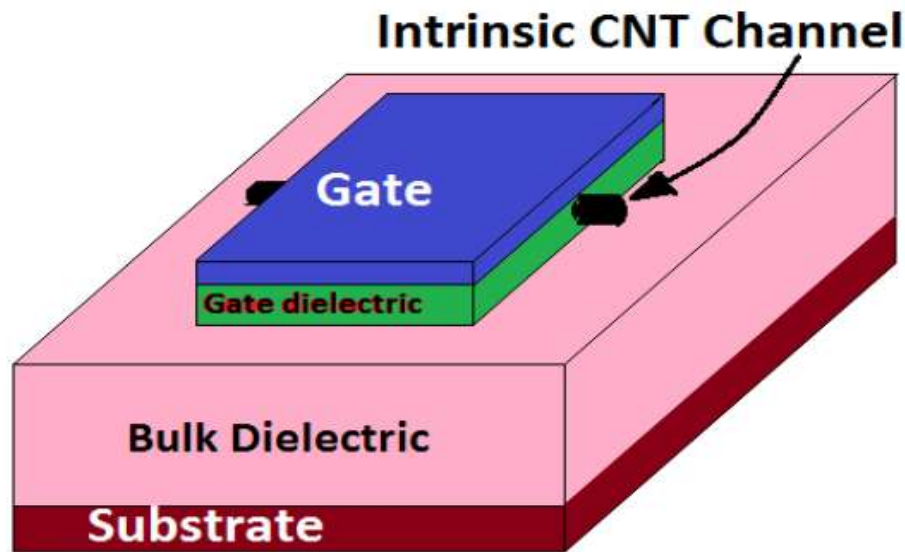 Intrinsic CNT Channel
Gate
Gate dielectric
Bulk Dielectric
Substrate